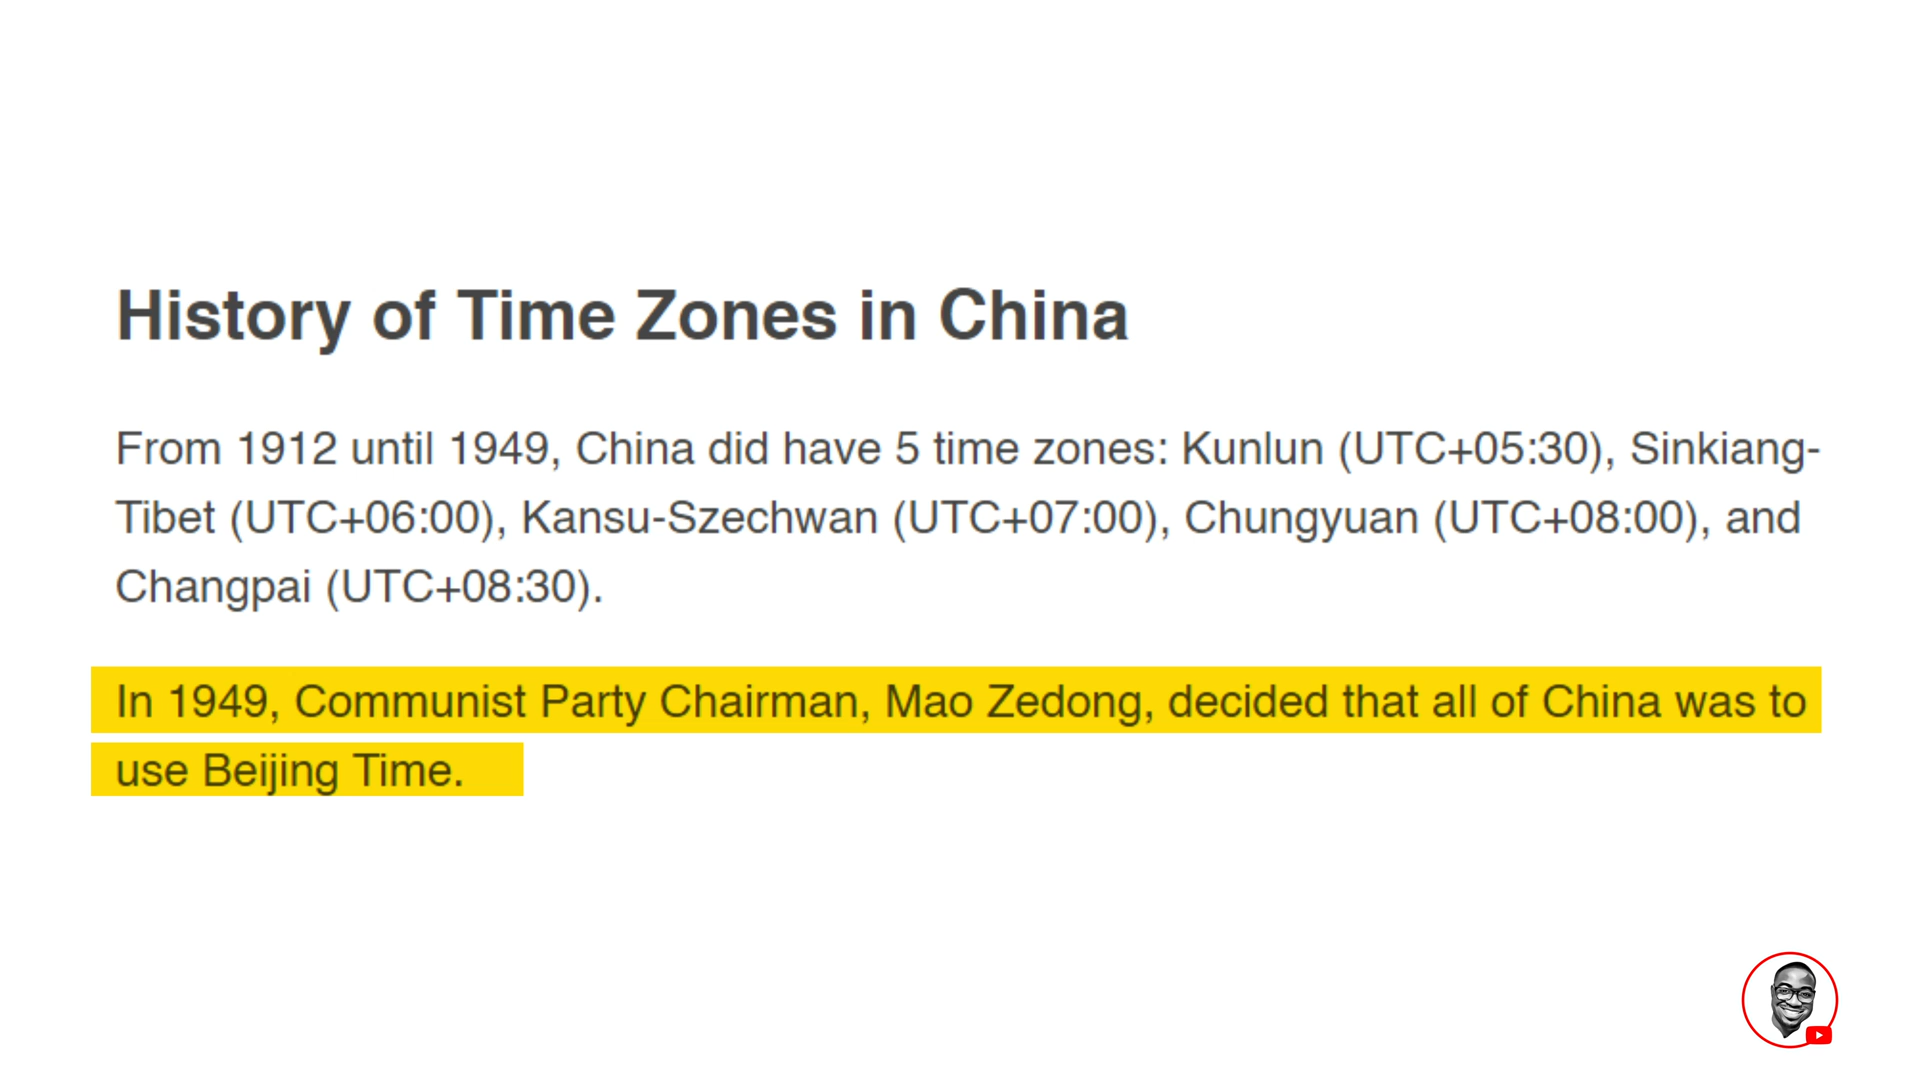 History of Time Zones in China
From 1912 until 1949, China did have 5 time zones: Kunlun (UTC+05:30), Sinkiang-
Tibet (UTC+06:00), Kansu-Szechwan (UTC+07:00), Chungyuan (UTC+08:00), and
Changpai (UTC+08:30).
In 1949, Communist Party Chairman, Mao Zedong, decided that all of China was to
use Beijing Time.